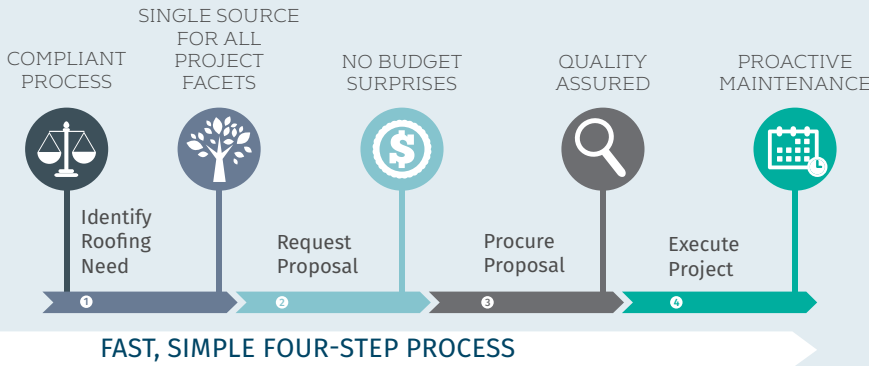 SINGLE SOURCE
FOR ALL
PROJECT
FACETS
COMPLIANT
PROCESS
NO BUDGET
SURPRISES
QUALITY
ASSURED
PROACTIVE
MAINTENANCE
$
Identify
Roofing
Need
Request
Proposal
Procure
Proposal
Execute
Project
1
2
3
4
FAST, SIMPLE FOUR-STEP PROCESS